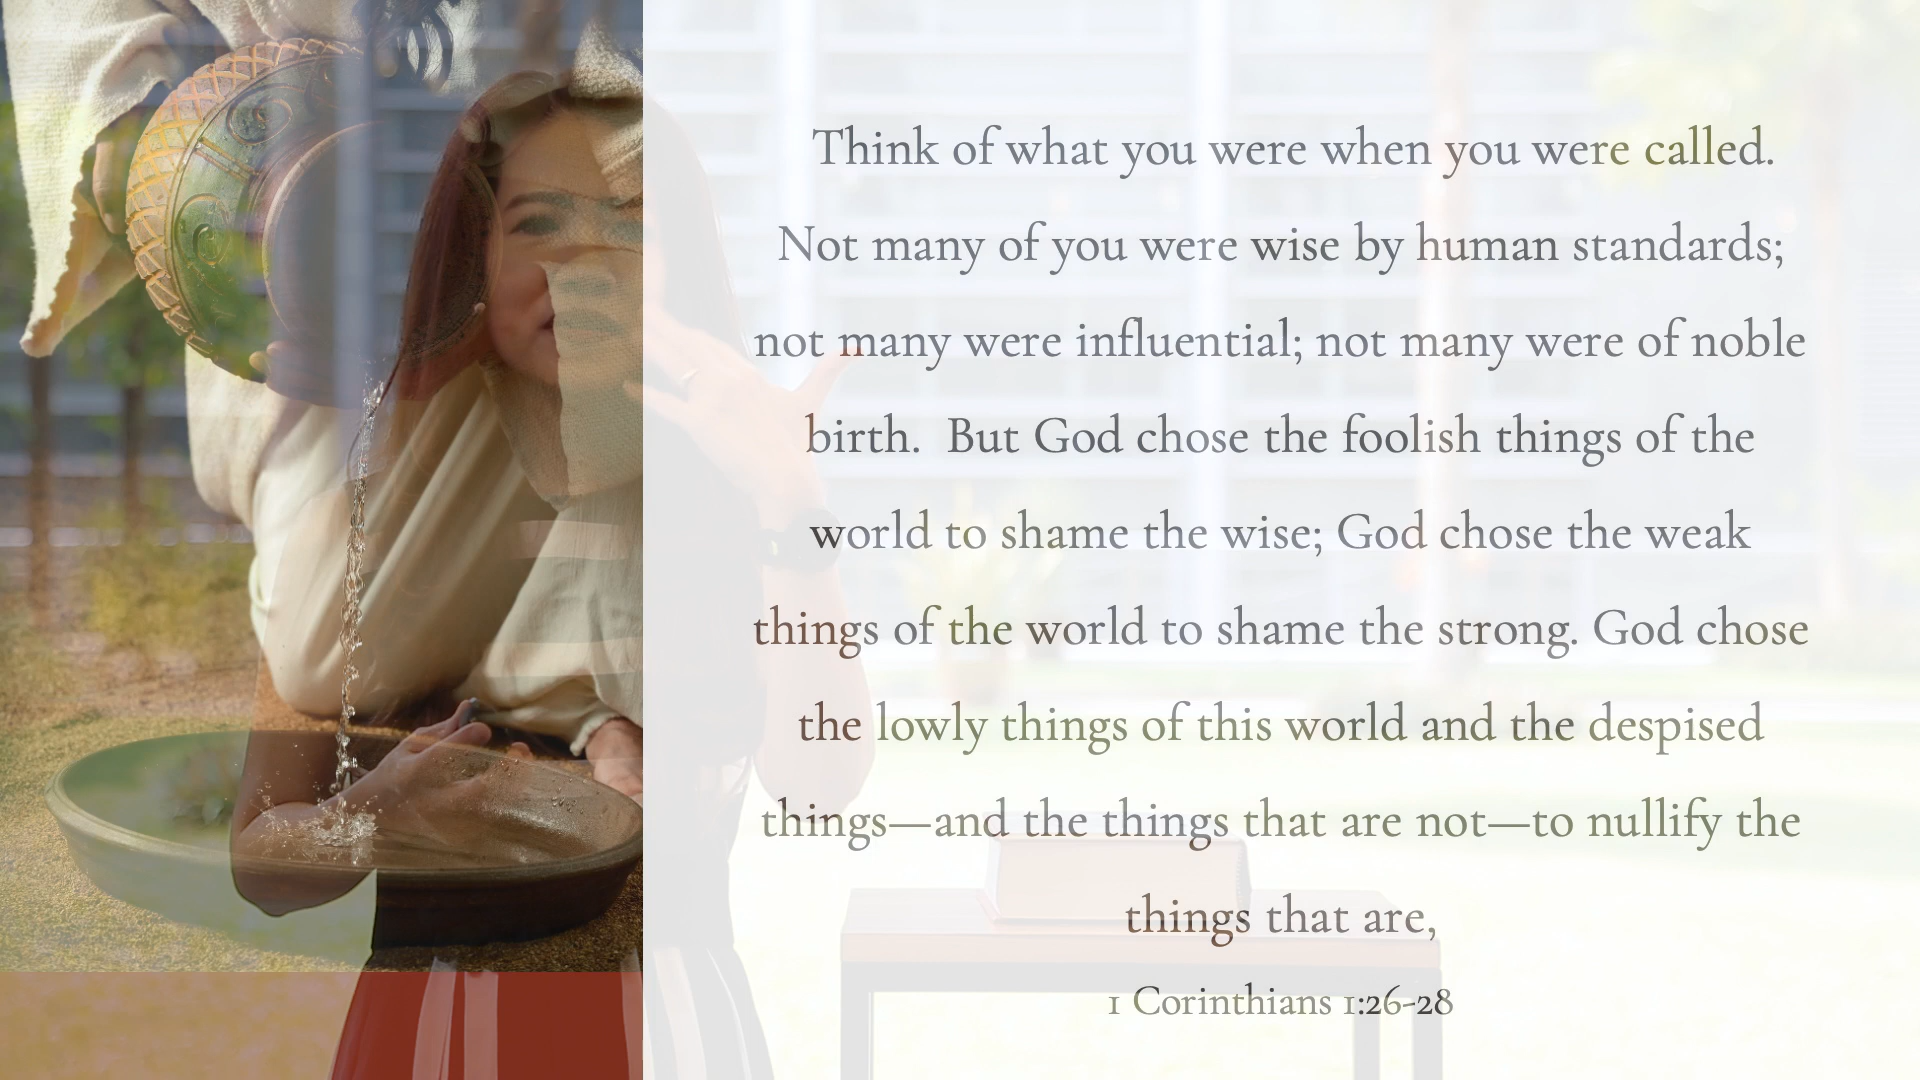 Think of what you were when you were called.
Not many of you were wise by human standards;
not many were influential; not many were of noble
birth.  But God chose the foolish things of the
world to shame the wise; God chose the weak
things of the world to shame the strong. God chose
the lowly things of this world and the despised
things—and the things that are not—to nullify the
things that are,
1 Corinthians 1:26-28